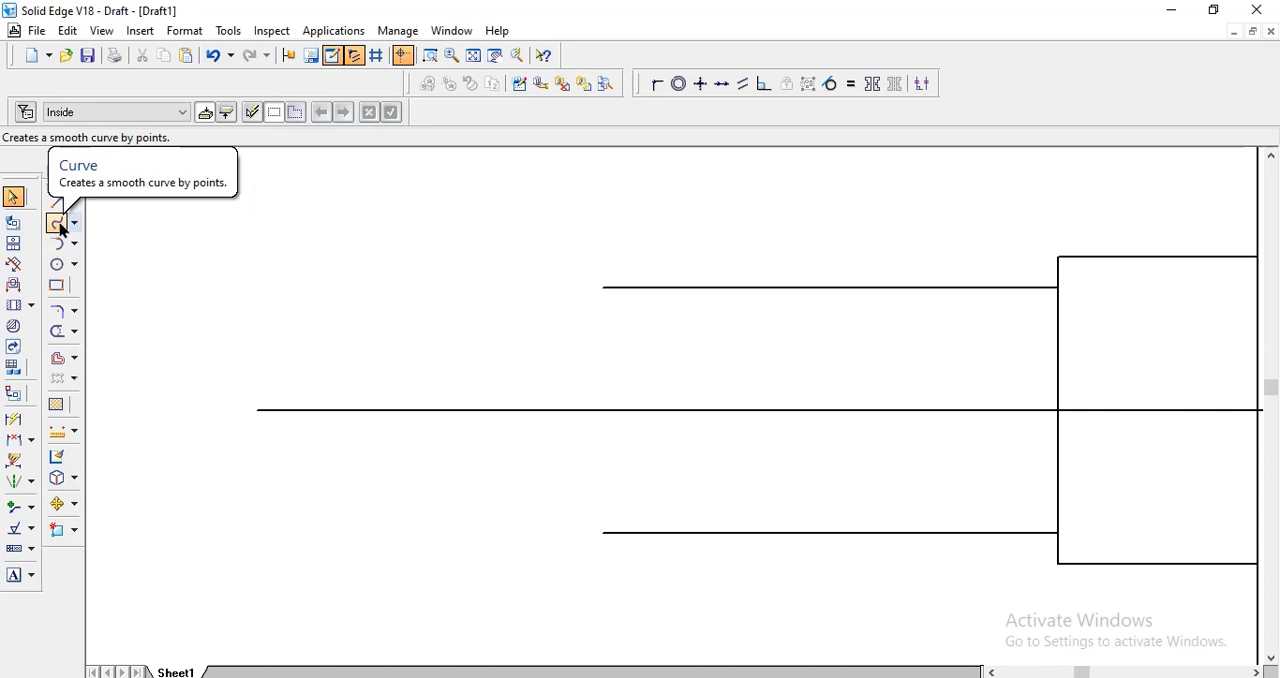 Solid Edge V18 - Draft - [Draft1]
File Edit View Insert Format Tools Inspect Applications Manage Window Help
Inside
Creates a smooth curve by points.
Curve
Creates a smooth curve by points.
A
Activate Windows
Go to Settings to activate Windows.
Sheet1